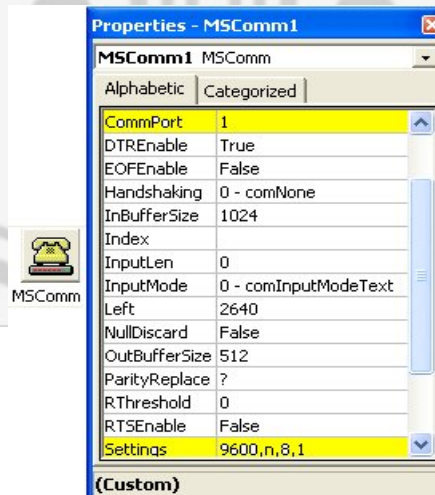 Properties - MSComm1
MSComm1 MSComm
Alphabetic Categorized
CommPort 1
DTREnable True
EOFEnable False
Handshaking 0 - comNone
InBufferSize 1024
Index
InputLen 0
InputMode 0 - comInputModeText
Left 2640
NullDiscard False
OutBufferSize 512
ParityReplace ?
RThreshold 0
RTSEnable False
Settings 9600,n,8,1
(Custom)
MSComm